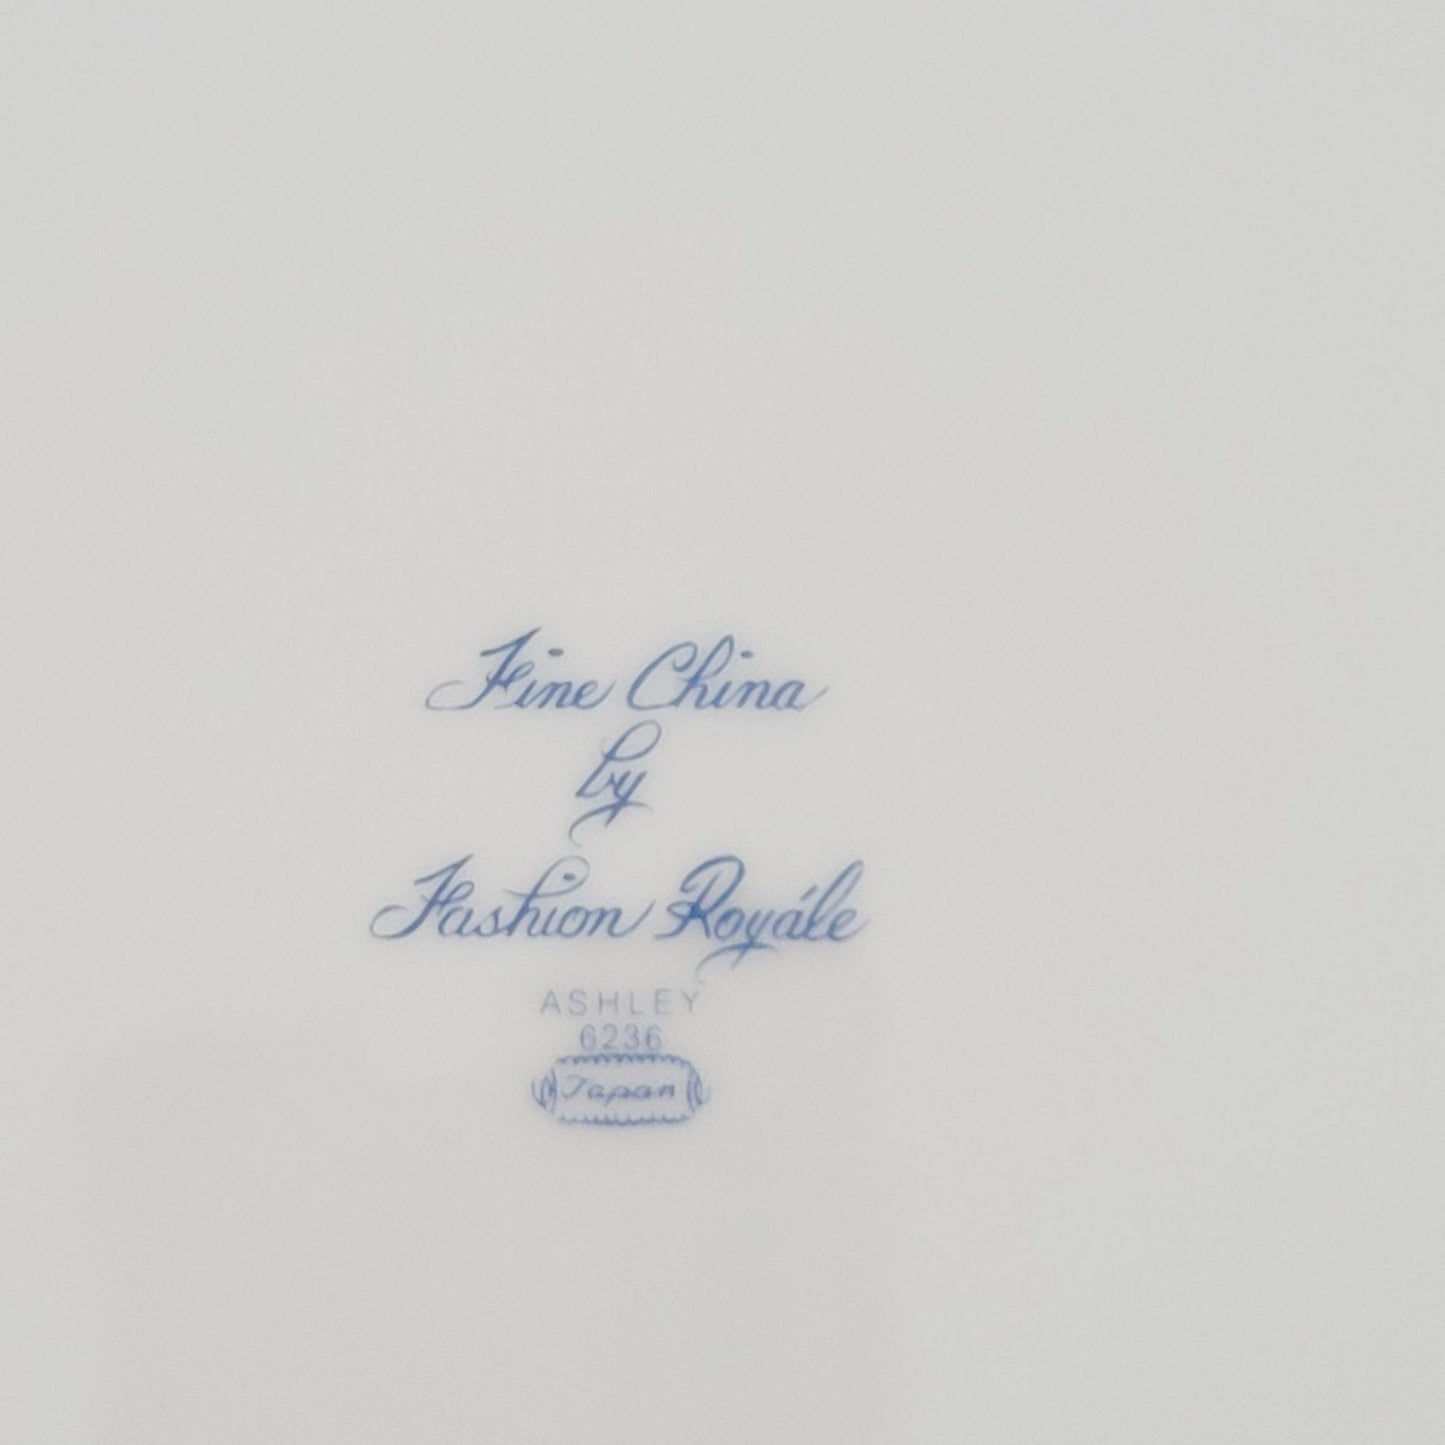 Fine China
by
Fashion Royále
ASHLEY
6236
Japan